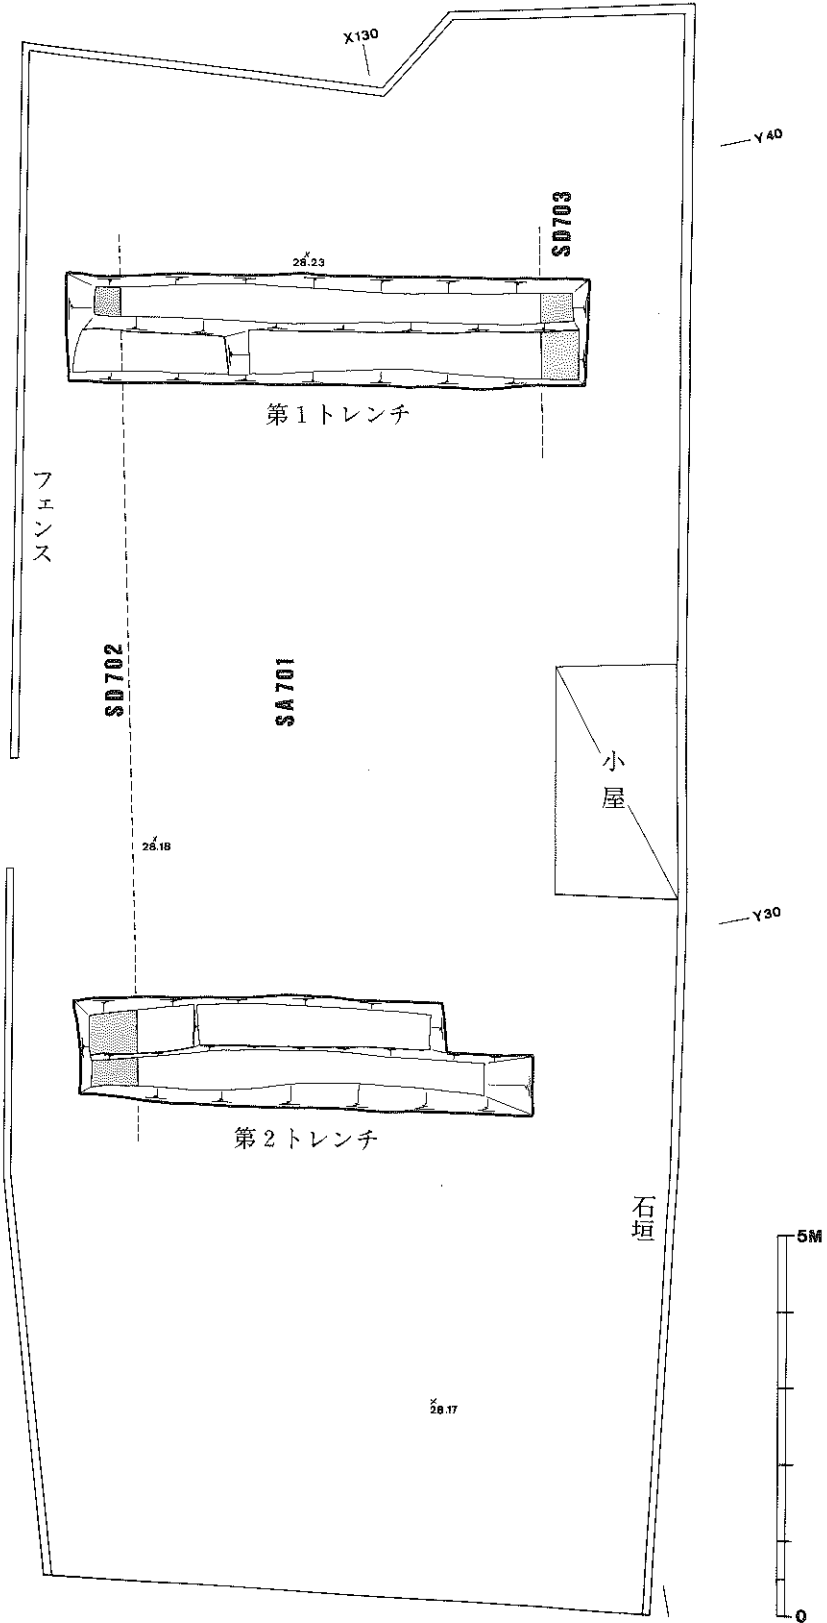 X130
Y40
SD703
28.23
第1トレンチ
フェンス
SD702
SA701
小屋
28.18
Y30
第2トレンチ
石垣
5M
28.17
0